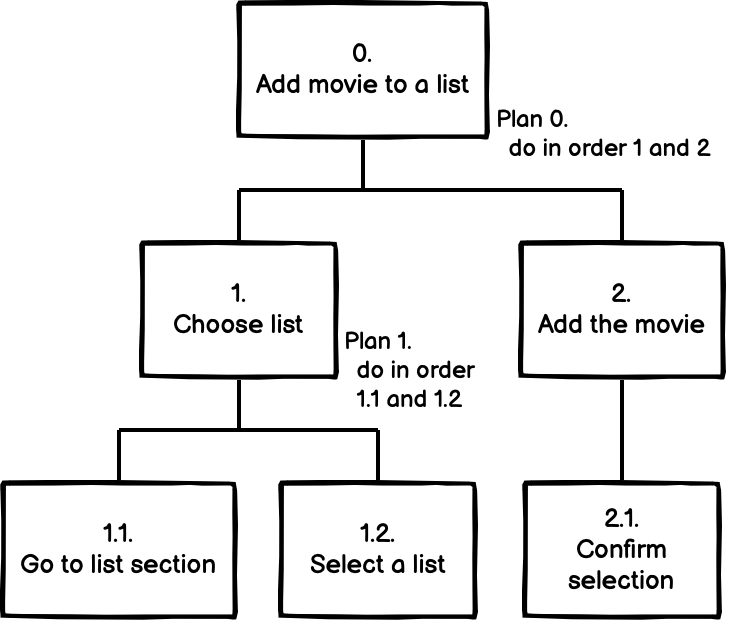 0.
Add movie to a list
Plan 0.
do in order 1 and 2
1.
Choose list
2.
Add the movie
Plan 1.
do in order
1.1 and 1.2
1.1.
Go to list section
1.2.
Select a list
2.1.
Confirm
selection